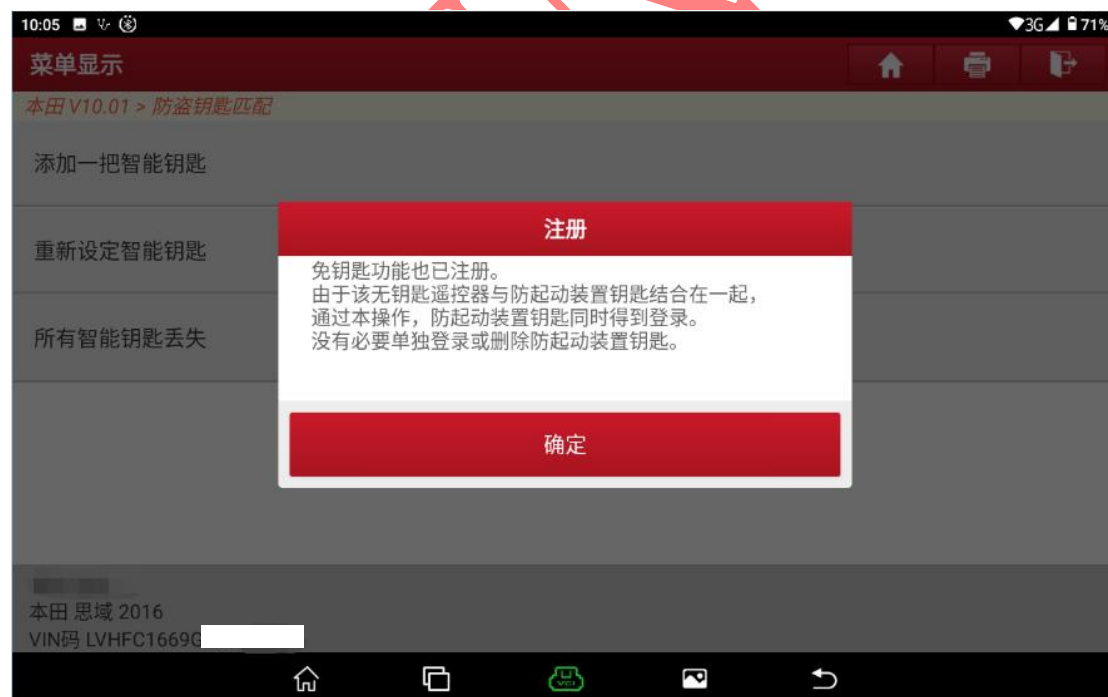 10:05
3G 71%
菜单显示
本田 V10.01 > 防盗钥匙匹配
添加一把智能钥匙
重新设定智能钥匙
所有智能钥匙丢失
注册
免钥匙功能也已注册。
由于该无钥匙遥控器与防起动装置钥匙结合在一起，
通过本操作，防起动装置钥匙同时得到登录。
没有必要单独登录或删除防起动装置钥匙。
确定
本田 思域 2016
VIN码 LVHFC1669G
VCI